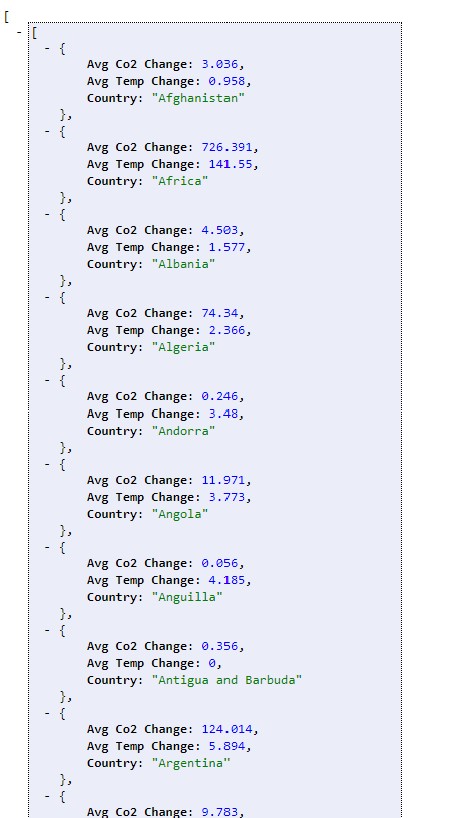 [
- [
- {
Avg Co2 Change: 3.036,
Avg Temp Change: 0.958,
Country: "Afghanistan"
},
- {
Avg Co2 Change: 726.391,
Avg Temp Change: 141.55,
Country: "Africa"
},
- {
Avg Co2 Change: 4.503,
Avg Temp Change: 1.577,
Country: "Albania"
},
- {
Avg Co2 Change: 74.34,
Avg Temp Change: 2.366,
Country: "Algeria"
},
- {
Avg Co2 Change: 0.246,
Avg Temp Change: 3.48,
Country: "Andorra"
},
- {
Avg Co2 Change: 11.971,
Avg Temp Change: 3.773,
Country: "Angola"
},
- {
Avg Co2 Change: 0.056,
Avg Temp Change: 4.185,
Country: "Anguilla"
},
- {
Avg Co2 Change: 0.356,
Avg Temp Change: 0,
Country: "Antigua and Barbuda"
},
- {
Avg Co2 Change: 124.014,
Avg Temp Change: 5.894,
Country: "Argentina"
},
- {
Avg Co2 Change: 9.783,